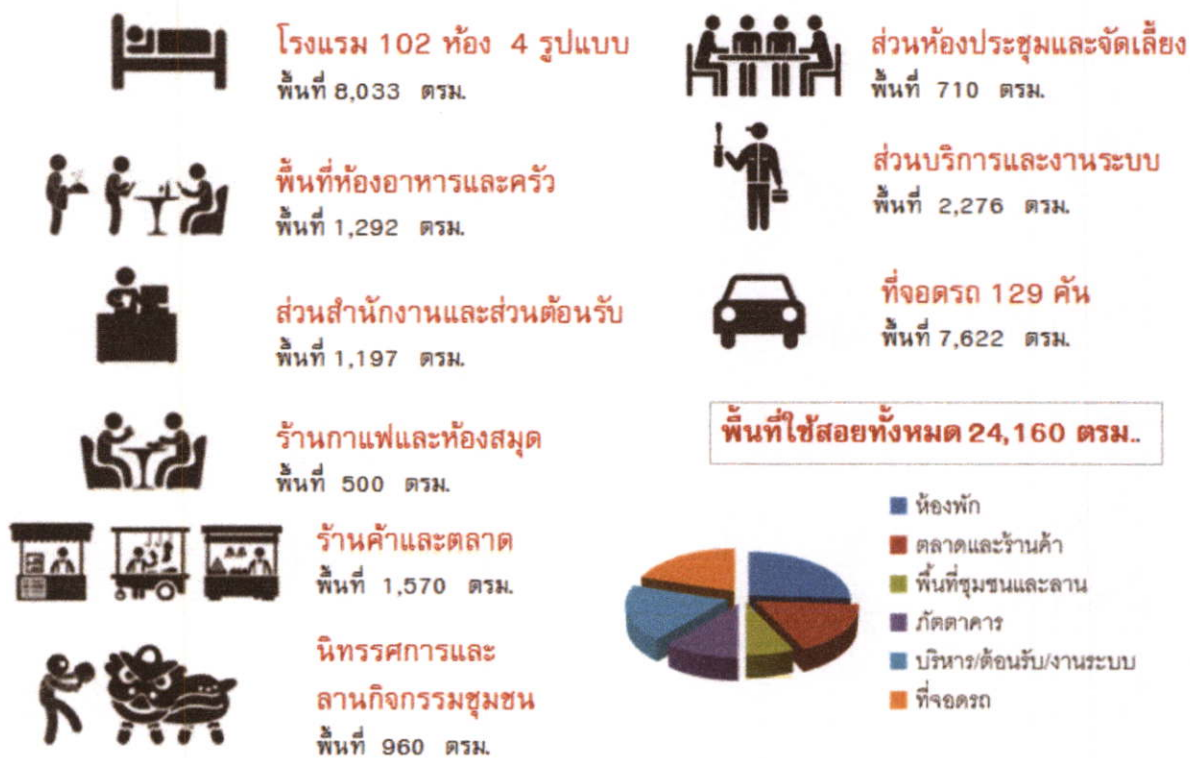 โรงแรม 102 ห้อง 4 รูปแบบ
พื้นที่ 8,033 ตรม.
พื้นที่ห้องอาหารและครัว
พื้นที่ 1,292 ตรม.
ส่วนสำนักงานและส่วนต้อนรับ
พื้นที่ 1,197 ตรม.
ร้านกาแฟและห้องสมุด
พื้นที่ 500 ตรม.
ร้านค้าและตลาด
พื้นที่ 1,570 ตรม.
นิทรรศการและ
ลานกิจกรรมชุมชน
พื้นที่ 960 ตรม.
ส่วนห้องประชุมและจัดเลี้ยง
พื้นที่ 710 ตรม.
ส่วนบริการและงานระบบ
พื้นที่ 2,276 ตรม.
ที่จอดรถ 129 คัน
พื้นที่ 7,622 ตรม.
พื้นที่ใช้สอยทั้งหมด 24,160 ตรม..
ห้องพัก
ตลาดและร้านค้า
พื้นที่ชุมชนและลาน
ภัตตาคาร
บริหาร/ต้อนรับ/งานระบบ
ที่จอดรถ